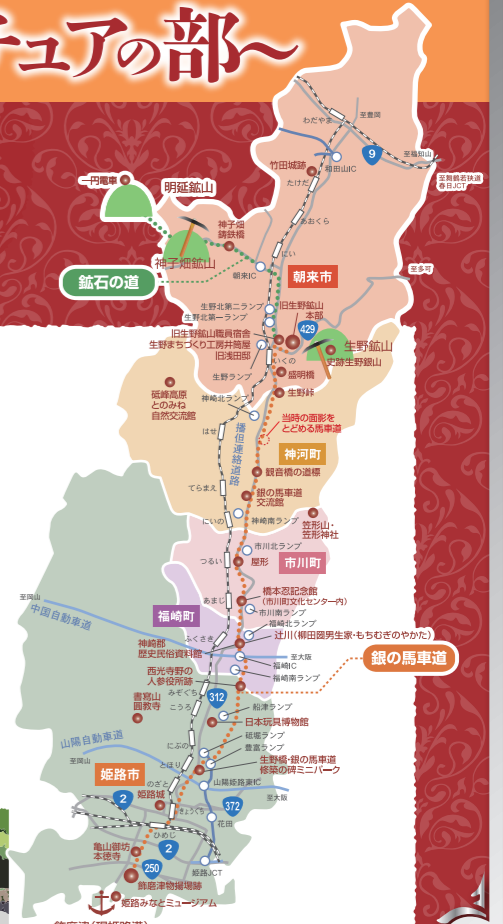 チュアの部〜
至豊岡
わだやま
9
至福知山
和田山IC
竹田城跡
たけだ
至舞鶴若狭道
春日JCT
一円電車
明延鉱山
あおくら
神子畑
鋳鉄橋
神子畑鉱山
にい
朝来IC
朝来市
至多可
鉱石の道
生野北第二ランプ
生野北第一ランプ
旧生野鉱山
本部
429
旧生野鉱山職員宿舎
生野まちづくり工房井筒屋
旧浅田邸
生野鉱山
史跡生野銀山
いくの
生野ランプ
盛明橋
生野峠
砥峰高原
とのみね
自然交流館
神崎北ランプ
当時の面影を
とどめる馬車道
はせ
播但連絡道路
神河町
観音橋の道標
てらまえ
銀の馬車道
交流館
にいの
神崎南ランプ
笠形山・
笠形神社
市川北ランプ
つるい
屋形
市川町
橋本忍記念館
(市川町文化センター内)
あまじ
市川南ランプ
至岡山
中国自動車道
福崎町
福崎北ランプ
ふくさき
辻川(柳田國男生家・もちむぎのやかた)
神崎郡
歴史民俗資料館
至大阪
銀の馬車道
福崎IC
西光寺野の
人参役所跡
福崎南ランプ
みぞぐち
書寫山
圓教寺
こうろ
312
船津ランプ
日本玩具博物館
山陽自動車道
にぶの
砥堀ランプ
豊富ランプ
至岡山
とほり
生野橋・銀の馬車道
修築の碑ミニパーク
姫路市
のざと
山陽姫路東IC
至大阪
2
姫路城
372
きょうぐち
花田
ひめじ
亀山御坊
本徳寺
2
250
姫路JCT
飾磨津物揚場跡
姫路みなとミュージアム